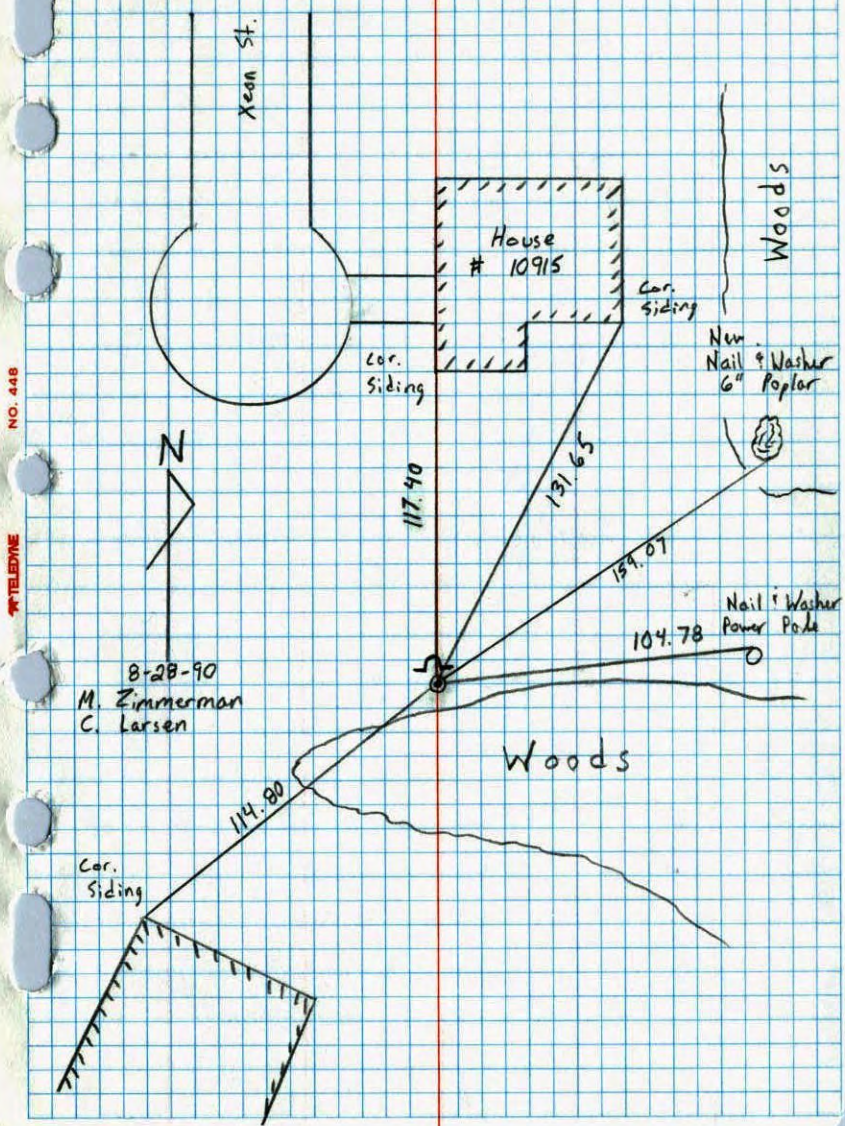 Xeon St.
Woods
House
# 10915
Cor.
Siding
Cor.
Siding
New
Nail & Washer
6" Poplar
NO. 448
N
117.40
131.65
159.07
TELEDYNE
Nail & Washer
Power Pole
104.78
8-28-90
M. Zimmerman
C. Larsen
Woods
114.80
Cor.
Siding